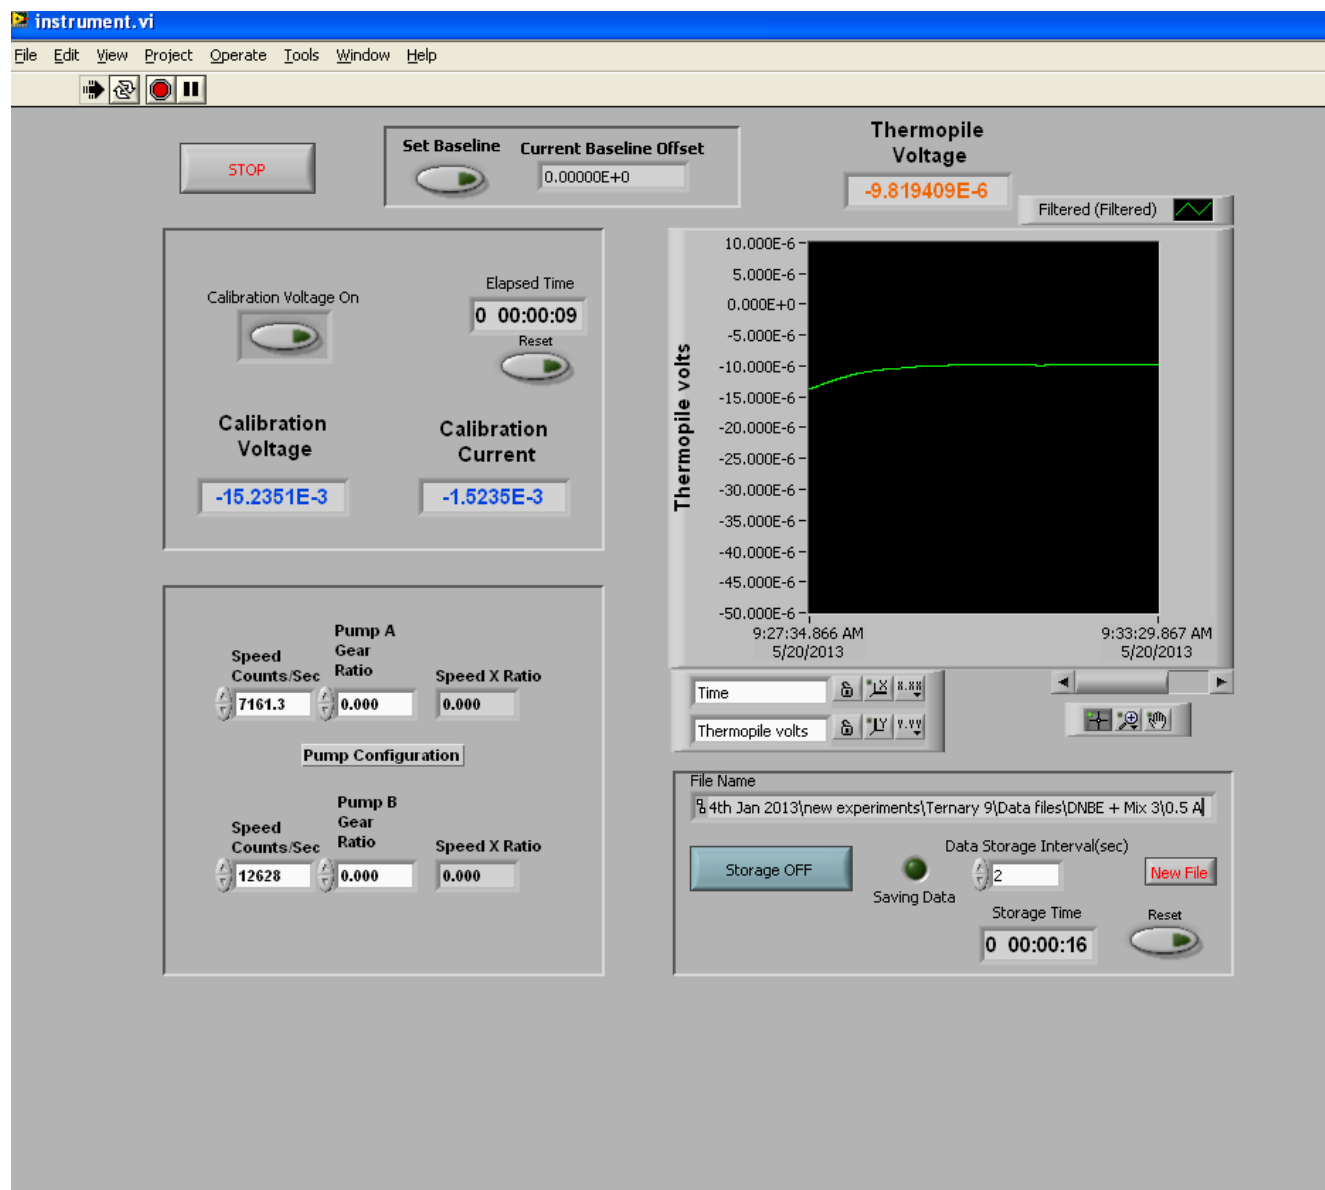 instrument.vi
File Edit View Project Operate Tools Window Help
STOP
Set Baseline
Current Baseline Offset
0.00000E+0
Thermopile
Voltage
-9.819409E-6
Filtered (Filtered)
Calibration Voltage On
Elapsed Time
0 00:00:09
Reset
Calibration
Voltage
-15.2351E-3
Calibration
Current
-1.5235E-3
Thermopile volts
10.000E-6
5.000E-6
0.000E+0
-5.000E-6
-10.000E-6
-15.000E-6
-20.000E-6
-25.000E-6
-30.000E-6
-35.000E-6
-40.000E-6
-45.000E-6
-50.000E-6
9:27:34.866 AM
5/20/2013
9:33:29.867 AM
5/20/2013
Time
X X.XX
Thermopile volts
Y Y.YY
Speed
Counts/Sec
7161.3
Pump A
Gear
Ratio
0.000
Speed X Ratio
0.000
Pump Configuration
Speed
Counts/Sec
12628
Pump B
Gear
Ratio
0.000
Speed X Ratio
0.000
File Name
4th Jan 2013\new experiments\Ternary 9\Data files\DNBE + Mix 3\0.5 A
Storage OFF
Saving Data
Data Storage Interval(sec)
2
New File
Storage Time
0 00:00:16
Reset